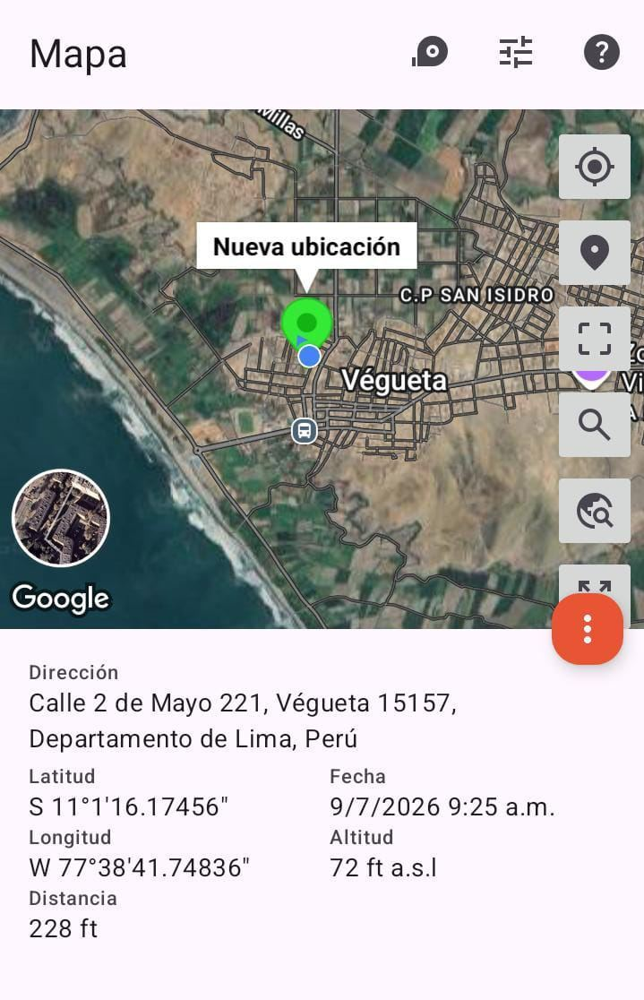 Mapa
Millas
Nueva ubicación
C.P SAN ISIDRO
Végueta
Google
Dirección
Calle 2 de Mayo 221, Végueta 15157,
Departamento de Lima, Perú
Latitud
S 11°1'16.17456"
Fecha
9/7/2026 9:25 a.m.
Longitud
W 77°38'41.74836"
Altitud
72 ft a.s.l
Distancia
228 ft